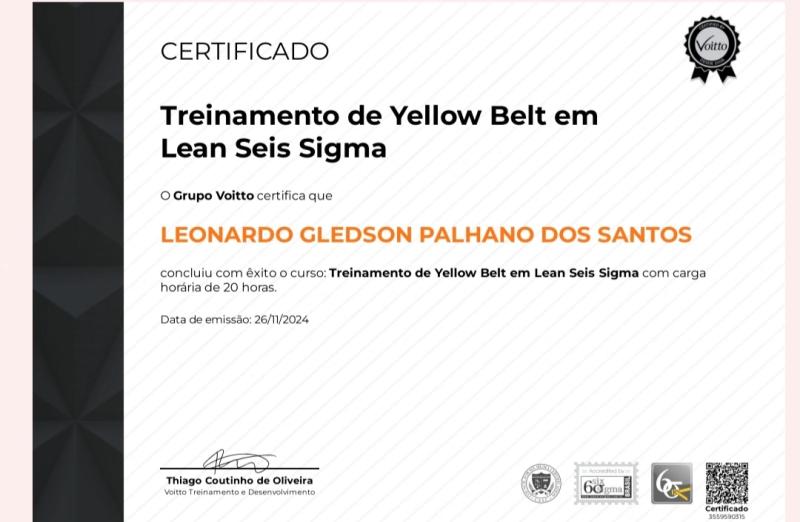 CERTIFICADO
Voitto
Treinamento de Yellow Belt em
Lean Seis Sigma
O Grupo Voitto certifica que
LEONARDO GLEDSON PALHANO DOS SANTOS
concluiu com êxito o curso: Treinamento de Yellow Belt em Lean Seis Sigma com carga
horária de 20 horas.
Data de emissão: 26/11/2024
Thiago Coutinho de Oliveira
Voitto Treinamento e Desenvolvimento
Accredited by
Certificado
3559590315